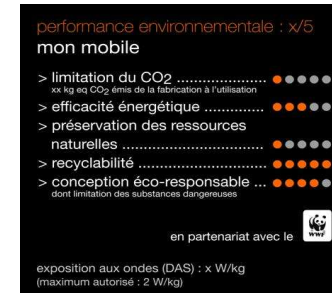 performance environnementale : x/5
mon mobile
> limitation du CO2 ......................
xx kg eq CO2 émis de la fabrication à l'utilisation
> efficacité énergétique ..............
> préservation des ressources
naturelles ................................
> recyclabilité ...............................
> conception éco-responsable ...
dont limitation des substances dangereuses
en partenariat avec le
WWF
exposition aux ondes (DAS) : x W/kg
(maximum autorisé : 2 W/kg)